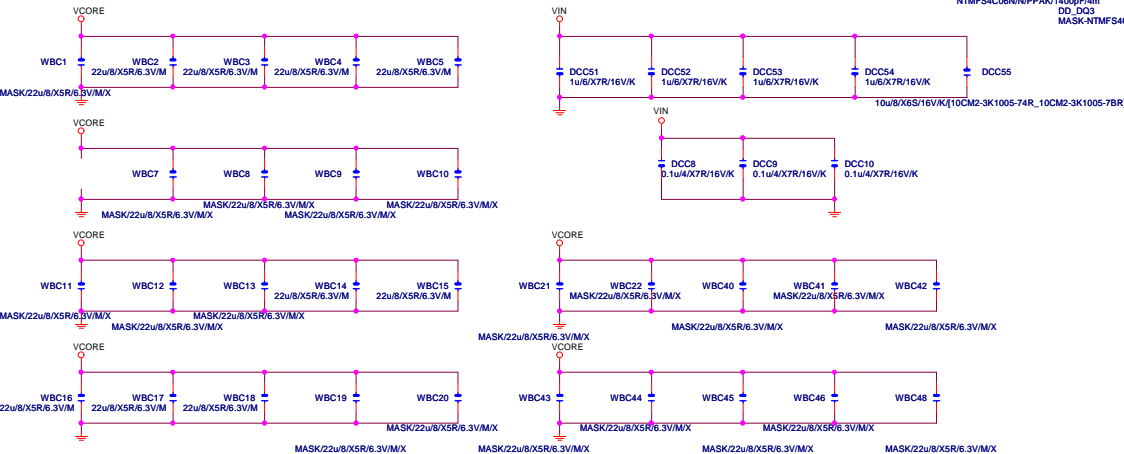 NTMFS4C06N/N/PPAK/1400pF/4m
DD_DQ3
MASK-NTMFS4
VCORE
WBC1 WBC2 WBC3 WBC4 WBC5
22u/8/X5R/6.3V/M 22u/8/X5R/6.3V/M 22u/8/X5R/6.3V/M 22u/8/X5R/6.3V/M
MASK/22u/8/X5R/6.3V/M/X
VIN
DCC51 DCC52 DCC53 DCC54 DCC55
1u/6/X7R/16V/K 1u/6/X7R/16V/K 1u/6/X7R/16V/K 1u/6/X7R/16V/K
10u/8/X6S/16V/K/[10CM2-3K1005-74R_10CM2-3K1005-7BR
VCORE
WBC7 WBC8 WBC9 WBC10
MASK/22u/8/X5R/6.3V/M/X MASK/22u/8/X5R/6.3V/M/X
MASK/22u/8/X5R/6.3V/M/X MASK/22u/8/X5R/6.3V/M/X
VIN
DCC8 DCC9 DCC10
0.1u/4/X7R/16V/K 0.1u/4/X7R/16V/K 0.1u/4/X7R/16V/K
VCORE
WBC11 WBC12 WBC13 WBC14 WBC15
22u/8/X5R/6.3V/M 22u/8/X5R/6.3V/M
MASK/22u/8/X5R/6.3V/M/X MASK/22u/8/X5R/6.3V/M/X
MASK/22u/8/X5R/6.3V/M/X
VCORE
WBC21 WBC22 WBC40 WBC41 WBC42
MASK/22u/8/X5R/6.3V/M/X MASK/22u/8/X5R/6.3V/M/X
MASK/22u/8/X5R/6.3V/M/X MASK/22u/8/X5R/6.3V/M/X
MASK/22u/8/X5R/6.3V/M/X
VCORE
WBC16 WBC17 WBC18 WBC19 WBC20
22u/8/X5R/6.3V/M 22u/8/X5R/6.3V/M 22u/8/X5R/6.3V/M
MASK/22u/8/X5R/6.3V/M/X
MASK/22u/8/X5R/6.3V/M/X
VCORE
WBC43 WBC44 WBC45 WBC46 WBC48
MASK/22u/8/X5R/6.3V/M/X MASK/22u/8/X5R/6.3V/M/X
MASK/22u/8/X5R/6.3V/M/X MASK/22u/8/X5R/6.3V/M/X MASK/22u/8/X5R/6.3V/M/X